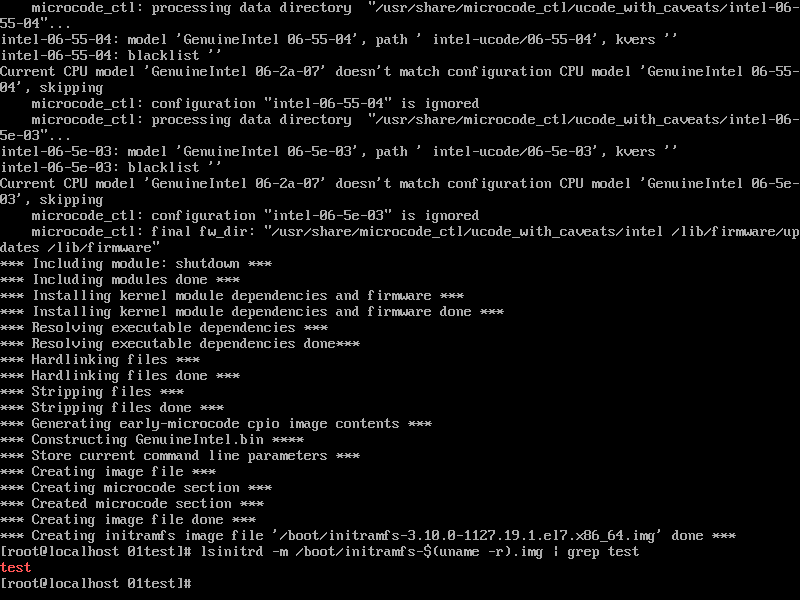 microcode_ctl: processing data directory  "/usr/share/microcode_ctl/ucode_with_caveats/intel-06-
55-04"...
intel-06-55-04: model 'GenuineIntel 06-55-04', path ' intel-ucode/06-55-04', kvers ''
intel-06-55-04: blacklist ''
Current CPU model 'GenuineIntel 06-2a-07' doesn't match configuration CPU model 'GenuineIntel 06-55-
04', skipping
    microcode_ctl: configuration "intel-06-55-04" is ignored
    microcode_ctl: processing data directory  "/usr/share/microcode_ctl/ucode_with_caveats/intel-06-
5e-03"...
intel-06-5e-03: model 'GenuineIntel 06-5e-03', path ' intel-ucode/06-5e-03', kvers ''
intel-06-5e-03: blacklist ''
Current CPU model 'GenuineIntel 06-2a-07' doesn't match configuration CPU model 'GenuineIntel 06-5e-
03', skipping
    microcode_ctl: configuration "intel-06-5e-03" is ignored
    microcode_ctl: final fw_dir: "/usr/share/microcode_ctl/ucode_with_caveats/intel /lib/firmware/up
dates /lib/firmware"
*** Including module: shutdown ***
*** Including modules done ***
*** Installing kernel module dependencies and firmware ***
*** Installing kernel module dependencies and firmware done ***
*** Resolving executable dependencies ***
*** Resolving executable dependencies done***
*** Hardlinking files ***
*** Hardlinking files done ***
*** Stripping files ***
*** Stripping files done ***
*** Generating early-microcode cpio image contents ***
*** Constructing GenuineIntel.bin ****
*** Store current command line parameters ***
*** Creating image file ***
*** Creating microcode section ***
*** Created microcode section ***
*** Creating image file done ***
*** Creating initramfs image file '/boot/initramfs-3.10.0-1127.19.1.el7.x86_64.img' done ***
[root@localhost 01test]# lsinitrd -m /boot/initramfs-$(uname -r).img | grep test
test
[root@localhost 01test]#